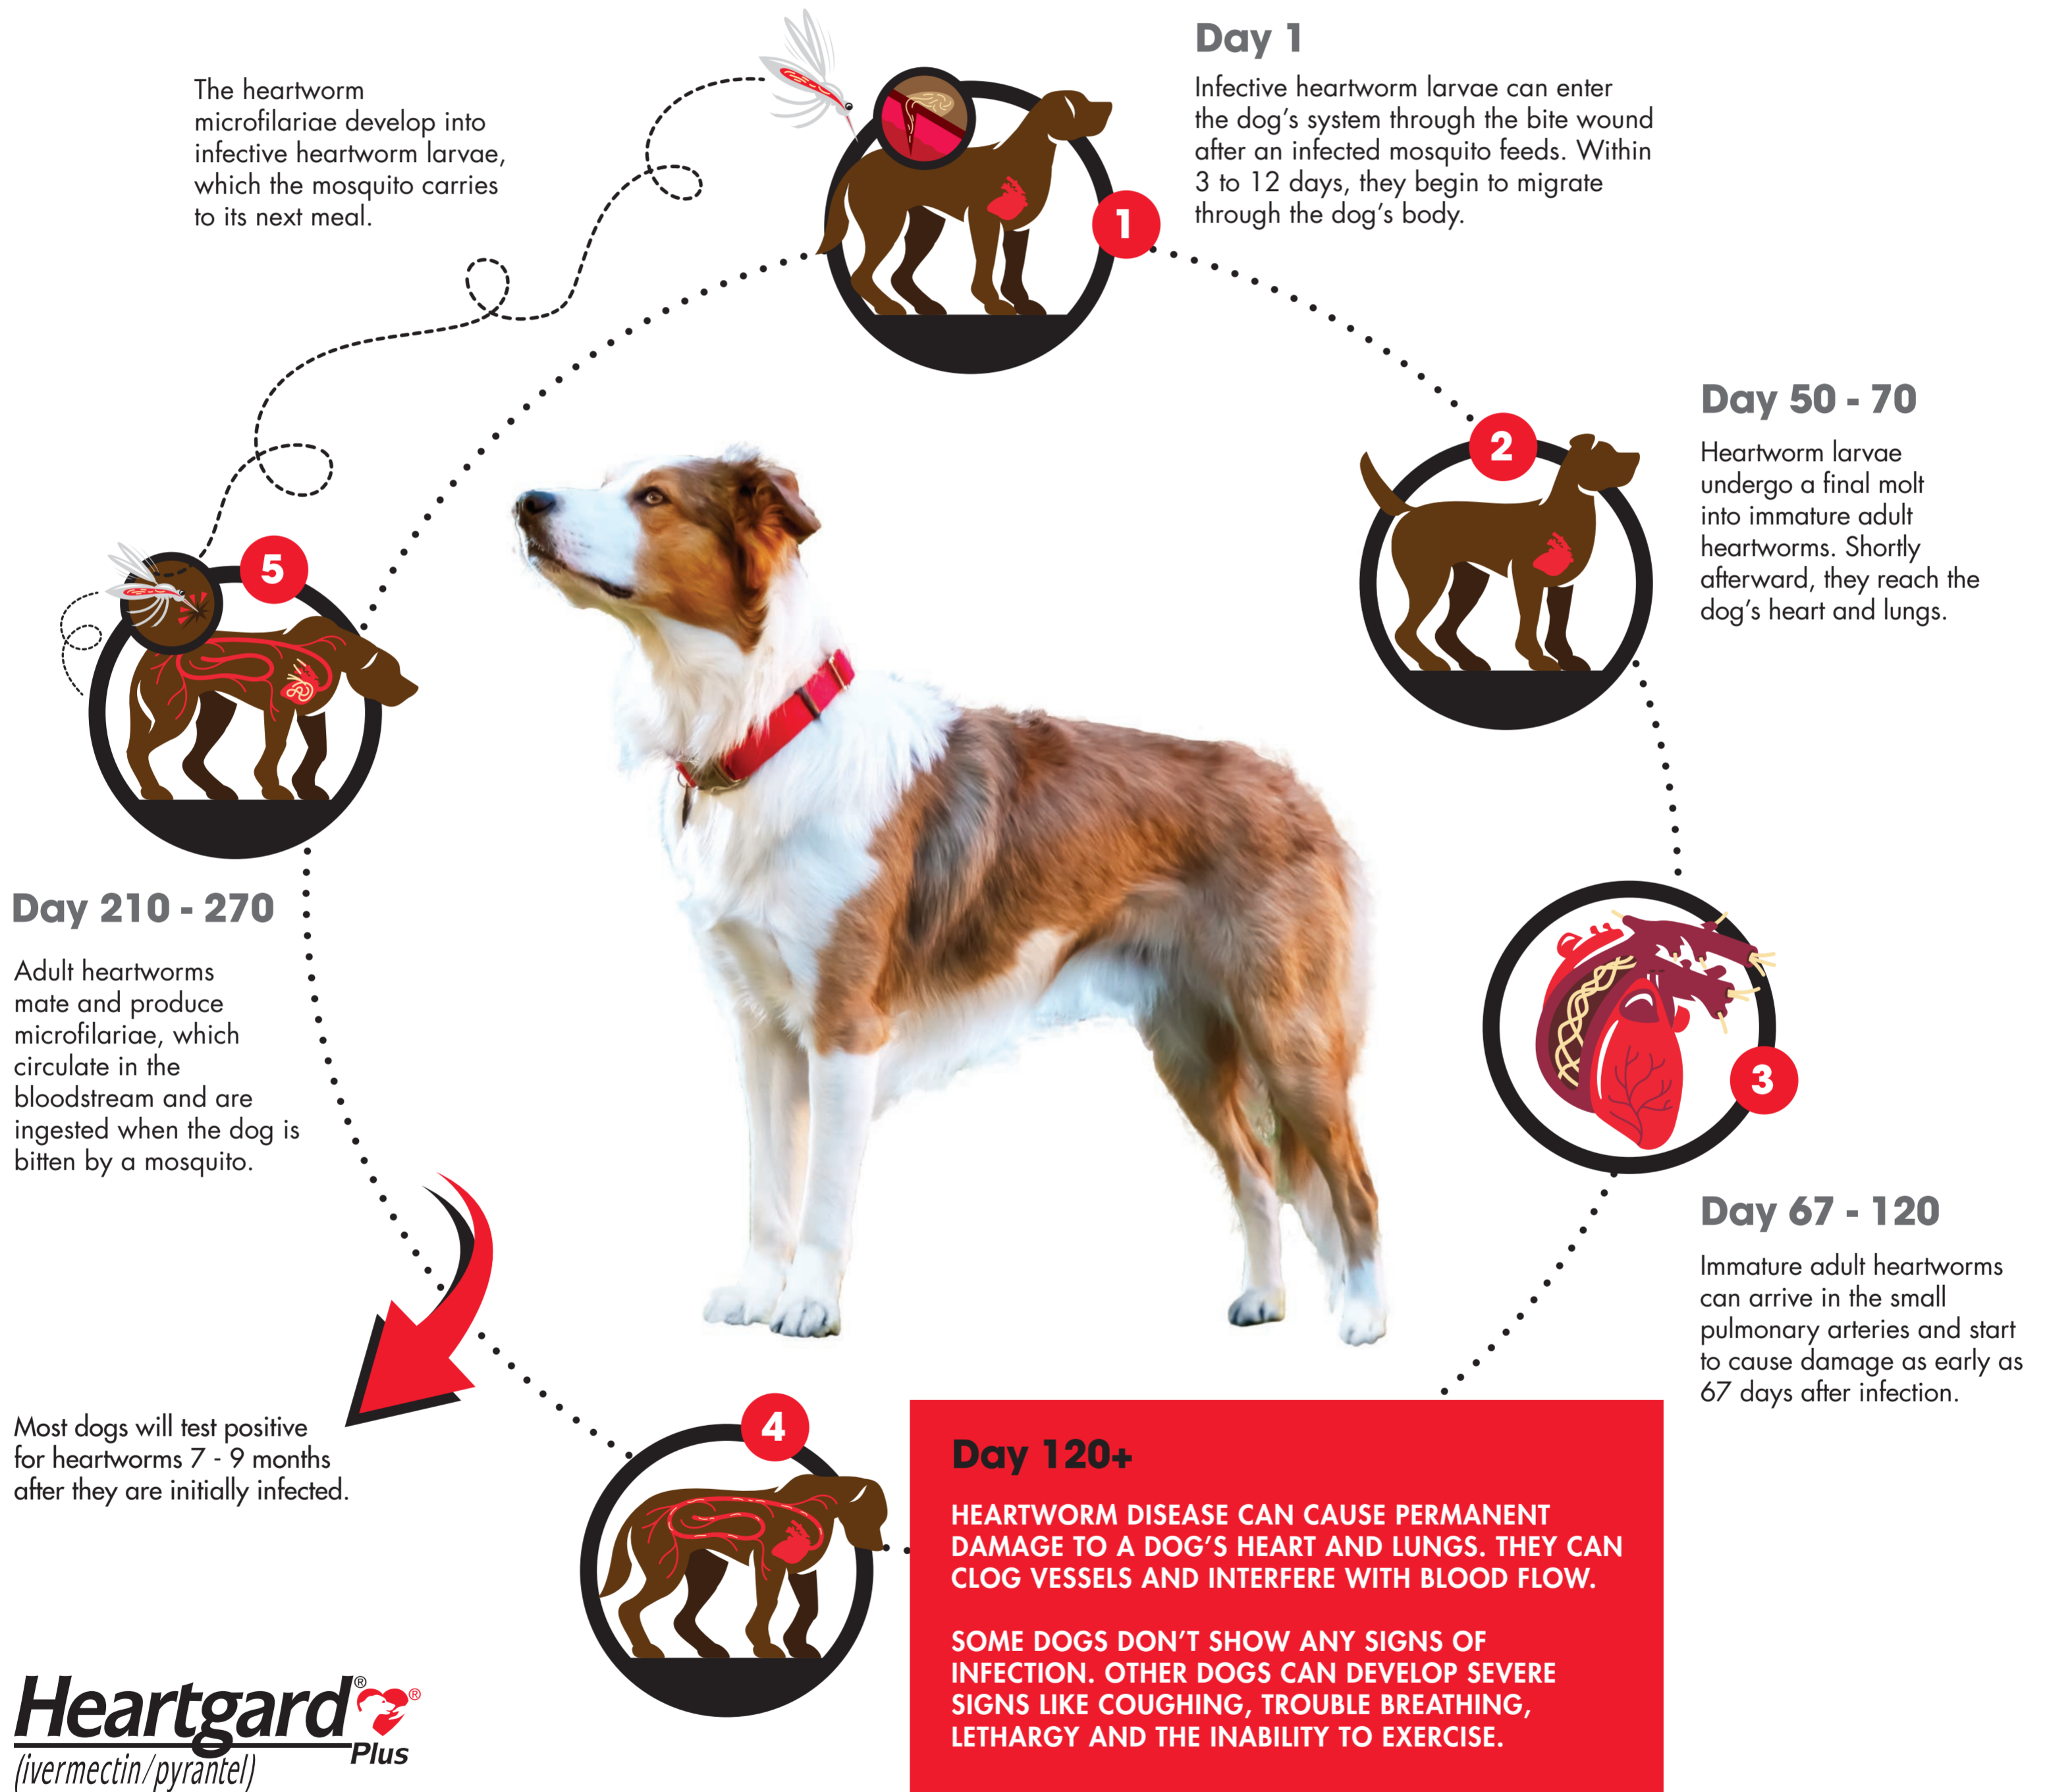 The heartworm
microfilariae develop into
infective heartworm larvae,
which the mosquito carries
to its next meal.
Day 1
Infective heartworm larvae can enter
the dog's system through the bite wound
after an infected mosquito feeds. Within
3 to 12 days, they begin to migrate
through the dog's body.
1
Day 50 - 70
Heartworm larvae
undergo a final molt
into immature adult
heartworms. Shortly
afterward, they reach the
dog's heart and lungs.
2
3
Day 67 - 120
Immature adult heartworms
can arrive in the small
pulmonary arteries and start
to cause damage as early as
67 days after infection.
4
Day 120+
HEARTWORM DISEASE CAN CAUSE PERMANENT
DAMAGE TO A DOG'S HEART AND LUNGS. THEY CAN
CLOG VESSELS AND INTERFERE WITH BLOOD FLOW.
SOME DOGS DON'T SHOW ANY SIGNS OF
INFECTION. OTHER DOGS CAN DEVELOP SEVERE
SIGNS LIKE COUGHING, TROUBLE BREATHING,
LETHARGY AND THE INABILITY TO EXERCISE.
5
Day 210 - 270
Adult heartworms
mate and produce
microfilariae, which
circulate in the
bloodstream and are
ingested when the dog is
bitten by a mosquito.
Most dogs will test positive
for heartworms 7 - 9 months
after they are initially infected.
Heartgard® ®
Plus
(ivermectin/pyrantel)